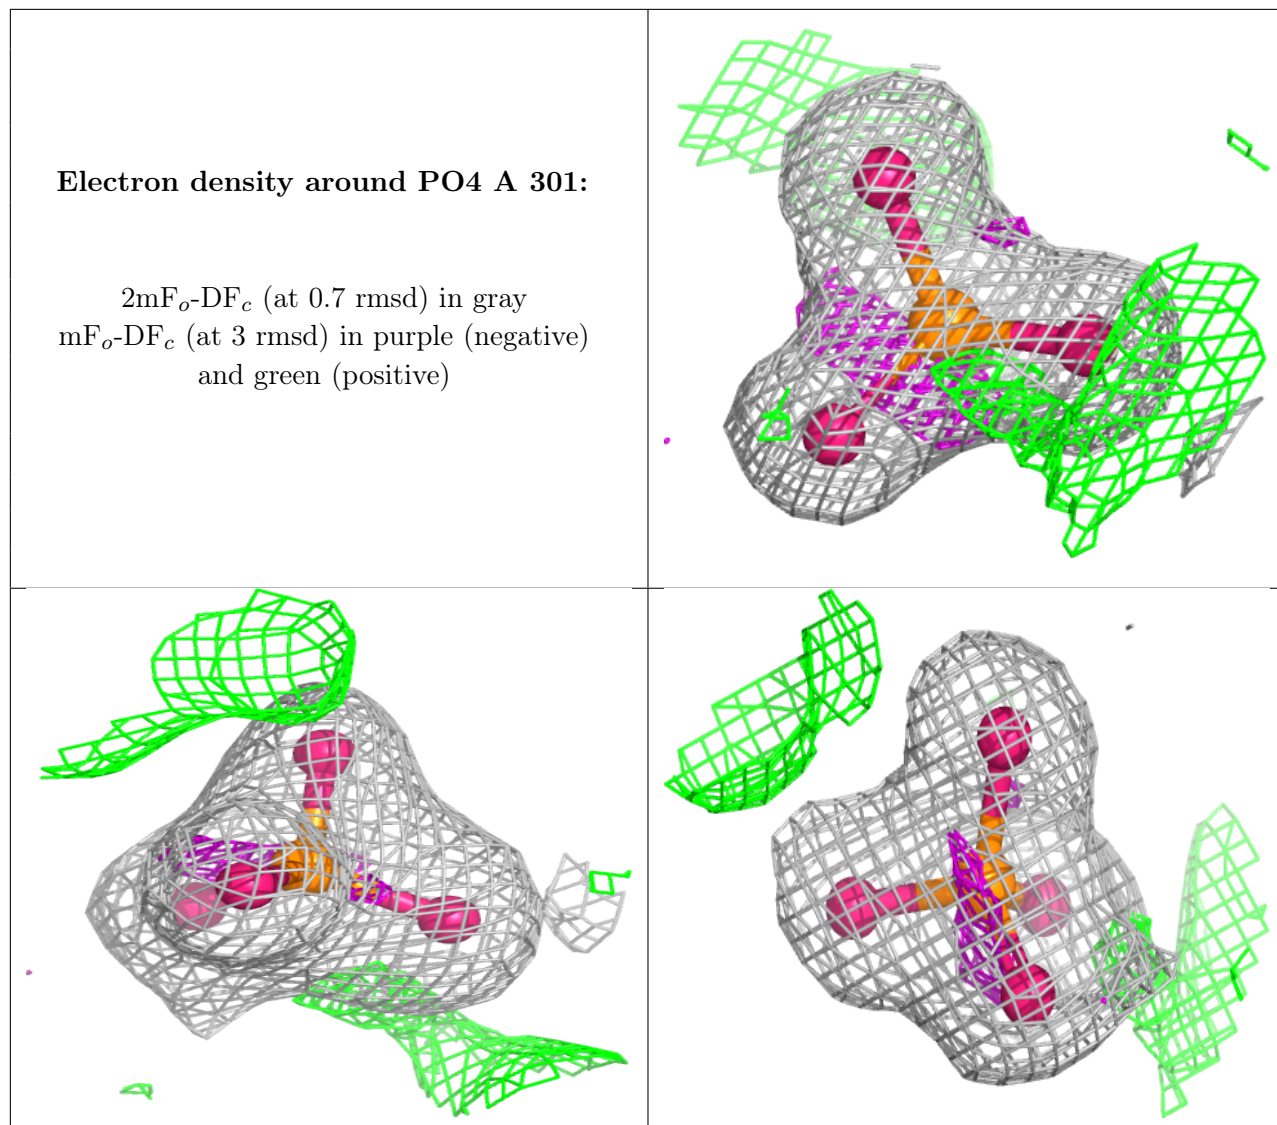 Electron density around PO4 A 301:
2mFo-DFc (at 0.7 rmsd) in gray
mFo-DFc (at 3 rmsd) in purple (negative)
and green (positive)